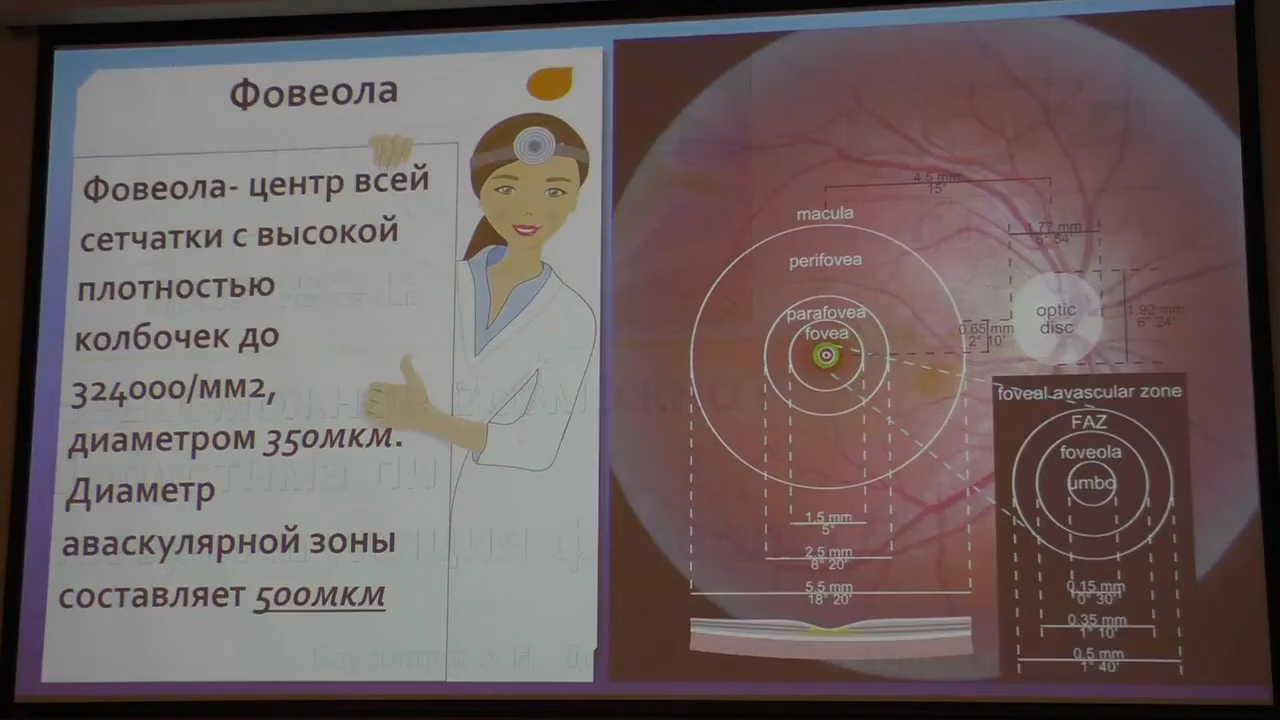 Фовеола
Фовеола- центр всей
сетчатки с высокой
плотностью
колбочек до
324000/мм2,
диаметром 350мкм.
Диаметр
аваскулярной зоны
составляет 500мкм
4.5 mm
15°
macula
1.77 mm
5° 54'
perifovea
parafovea
fovea
optic
disc
0.65 mm
2° 10'
1.92 mm
6° 24'
foveal avascular zone
FAZ
foveola
umbo
1.5 mm
5°
2.5 mm
8° 20'
5.5 mm
18° 20'
0.15 mm
0° 30'
0.35 mm
1° 10'
0.5 mm
1° 40'